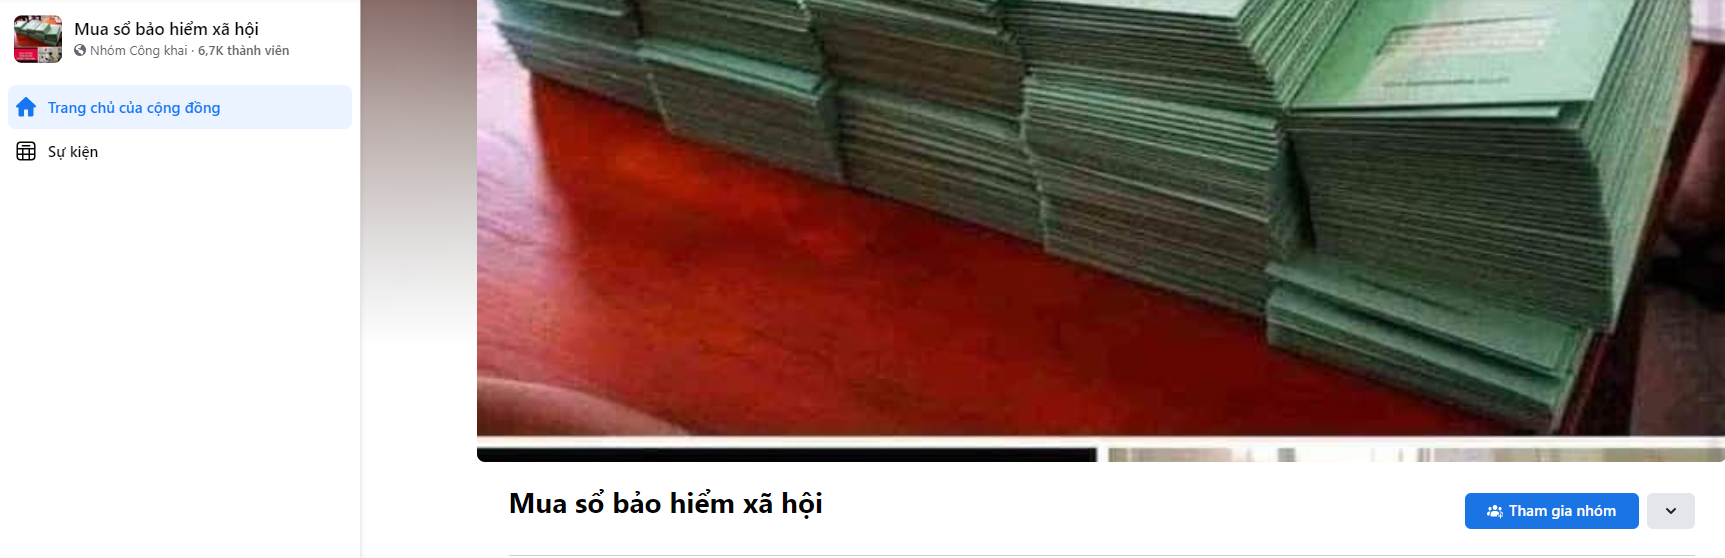 Mua sổ bảo hiểm xã hội
Nhóm Công khai · 6,7K thành viên
Trang chủ của cộng đồng
Sự kiện
Mua sổ bảo hiểm xã hội
Tham gia nhóm